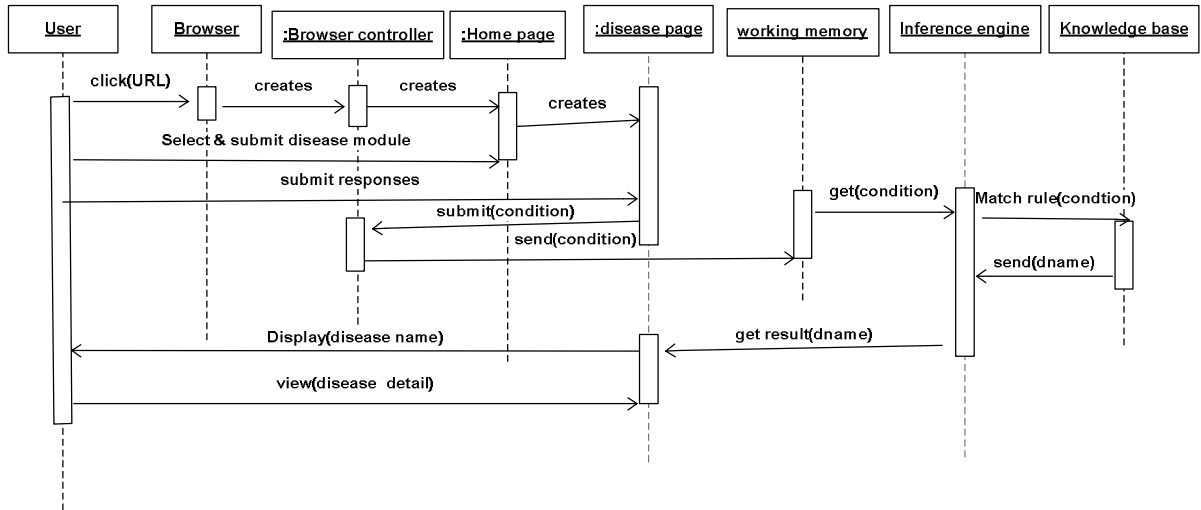 User
Browser
:Browser controller
:Home page
:disease page
working memory
Inference engine
Knowledge base
click(URL)
creates
creates
creates
Select & submit disease module
submit responses
get(condition)
Match rule(condtion)
submit(condition)
send(condition)
send(dname)
Display(disease name)
get result(dname)
view(disease detail)